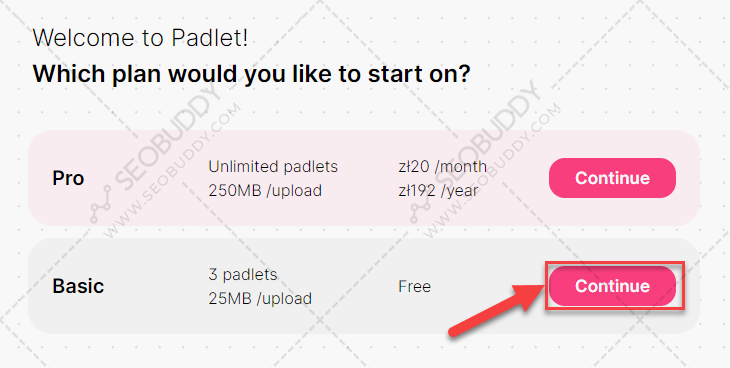 Welcome to Padlet!
Which plan would you like to start on?
SEOBUDDY
WWW.SEOBUDDY.COM
SEOBUDDY
WWW.SEOBUDDY.COM
Pro
Unlimited padlets
250MB /upload
zł20 /month
zł192 /year
Continue
Basic
3 padlets
25MB /upload
Free
Continue